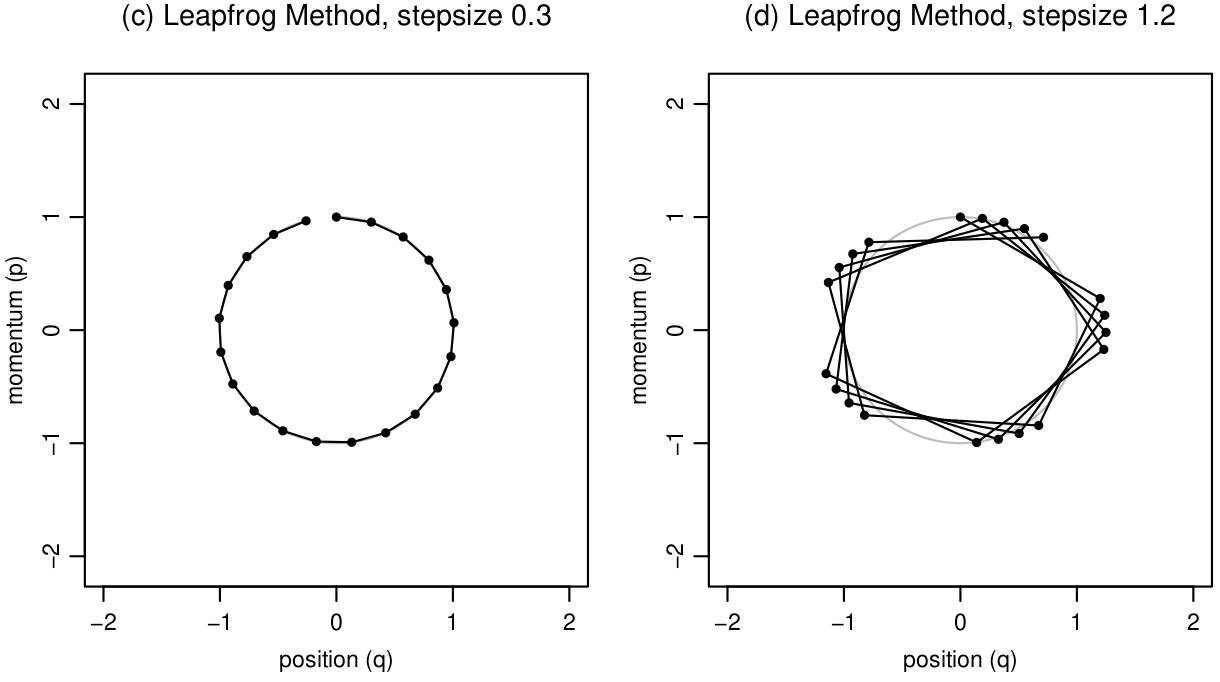 (c) Leapfrog Method, stepsize 0.3
momentum (p)
2
1
0
−1
−2
−2 −1 0 1 2
position (q)
(d) Leapfrog Method, stepsize 1.2
momentum (p)
2
1
0
−1
−2
−2 −1 0 1 2
position (q)